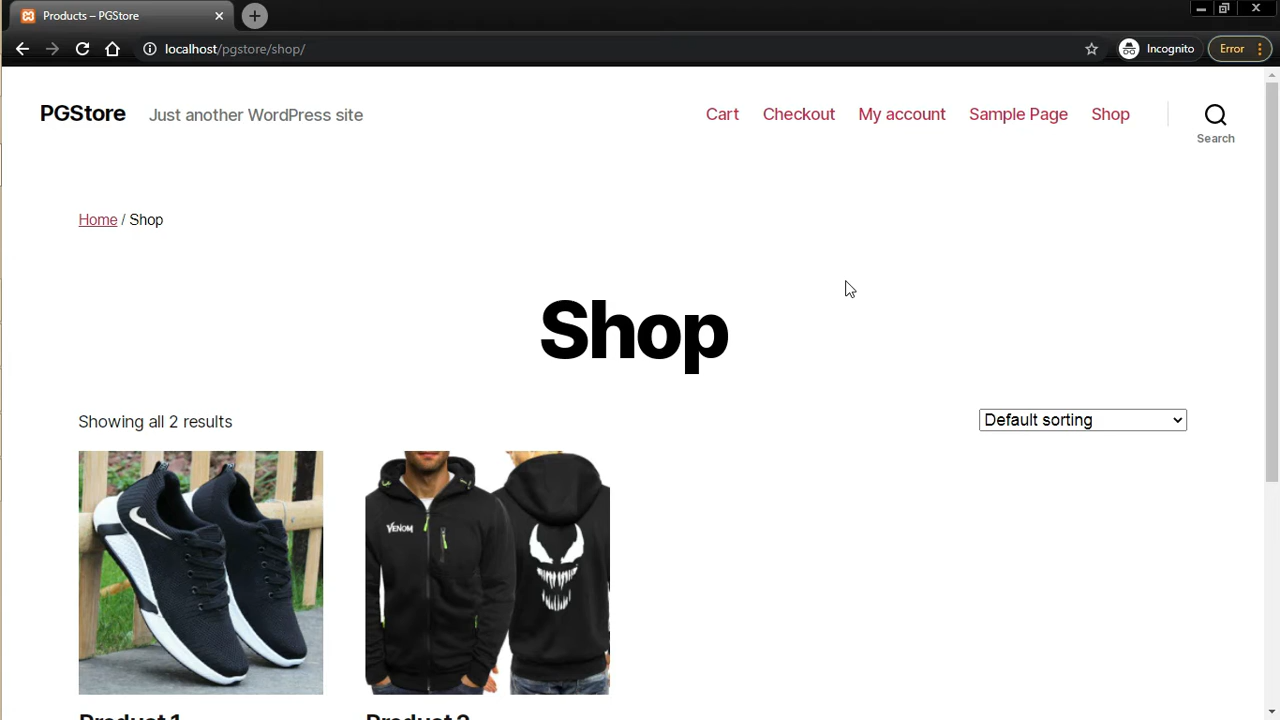 Products – PGStore
localhost/pgstore/shop/
Incognito
Error
PGStore
Just another WordPress site
Cart
Checkout
My account
Sample Page
Shop
Search
Home / Shop
Shop
Showing all 2 results
Default sorting
VENOM
Product 1
Product 2